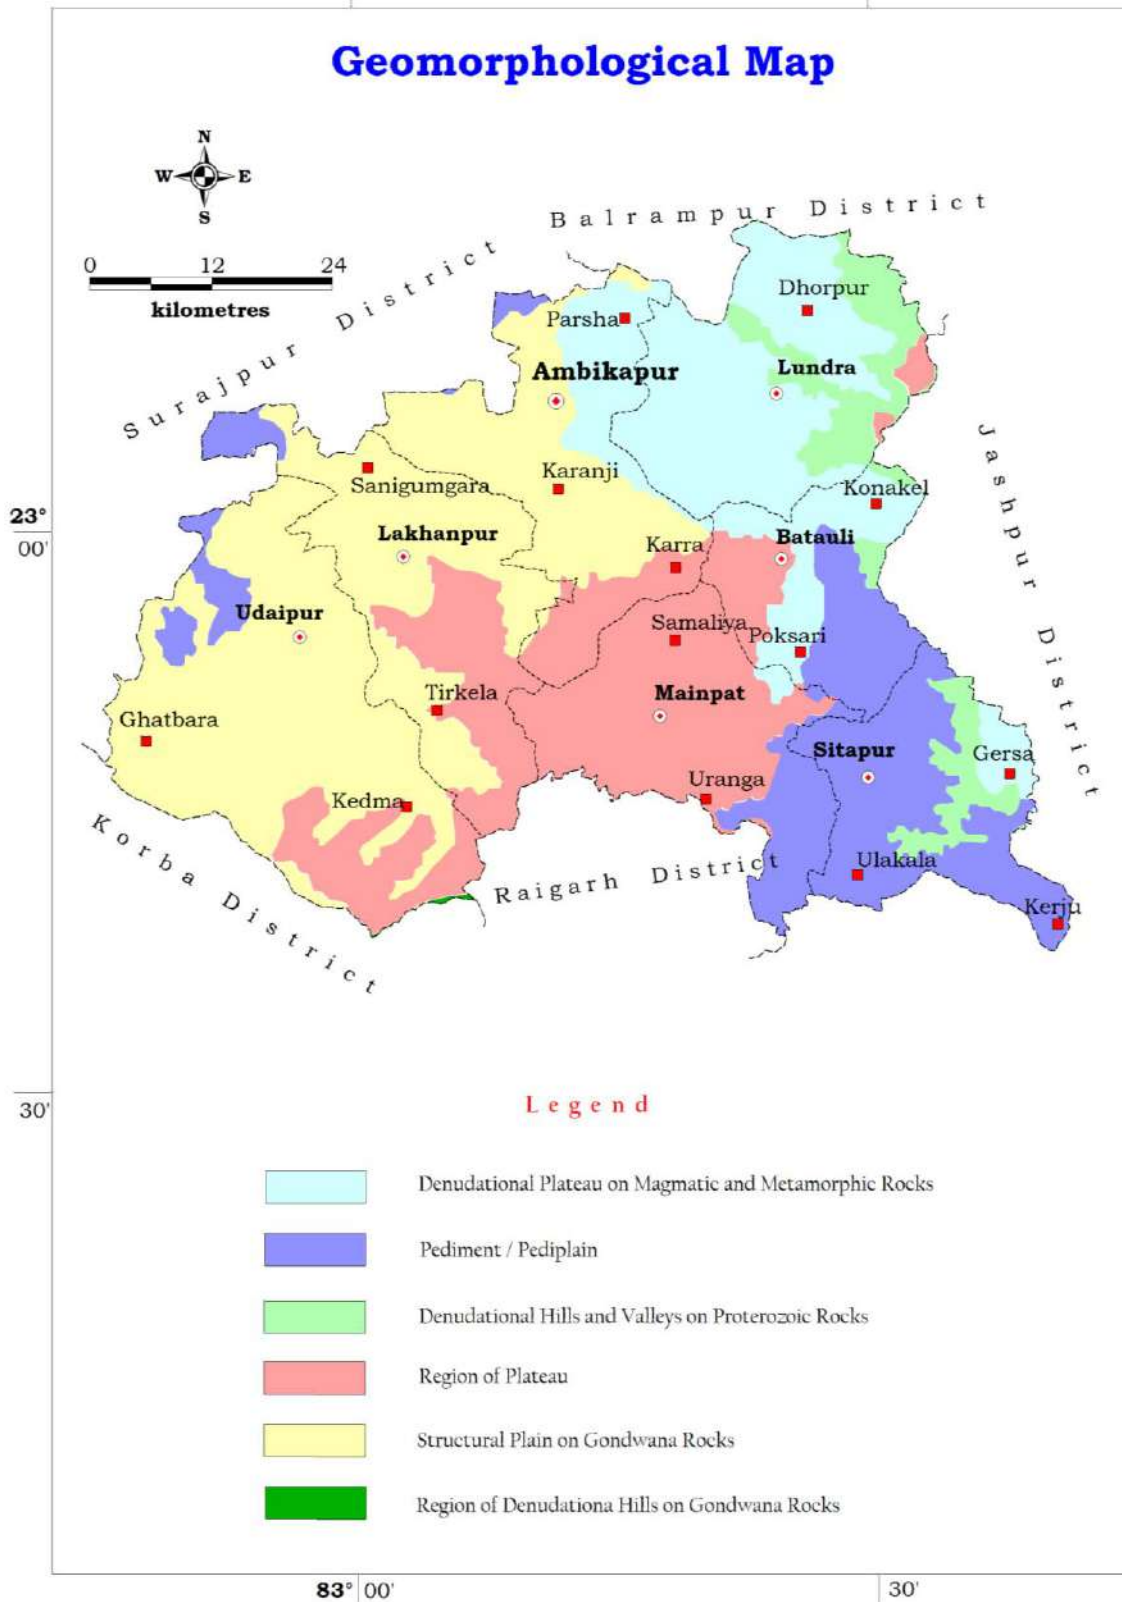 Geomorphological Map
N
W E
S
0 12 24
kilometres
Balrampur District
Surajpur District
Jashpur District
Korba District
Raigarh District
Dhorpur
Parsha
Ambikapur
Lundra
Karanji
Sanigumgara
Konakel
23°
00'
Lakhanpur
Batauli
Karra
Udaipur
Samaliya
Poksari
Tirkela
Mainpat
Ghatbara
Sitapur
Gersa
Uranga
Kedma
Ulakala
Kerju
30'
Legend
Denudational Plateau on Magmatic and Metamorphic Rocks
Pediment / Pediplain
Denudational Hills and Valleys on Proterozoic Rocks
Region of Plateau
Structural Plain on Gondwana Rocks
Region of Denudationa Hills on Gondwana Rocks
83° 00' 30'